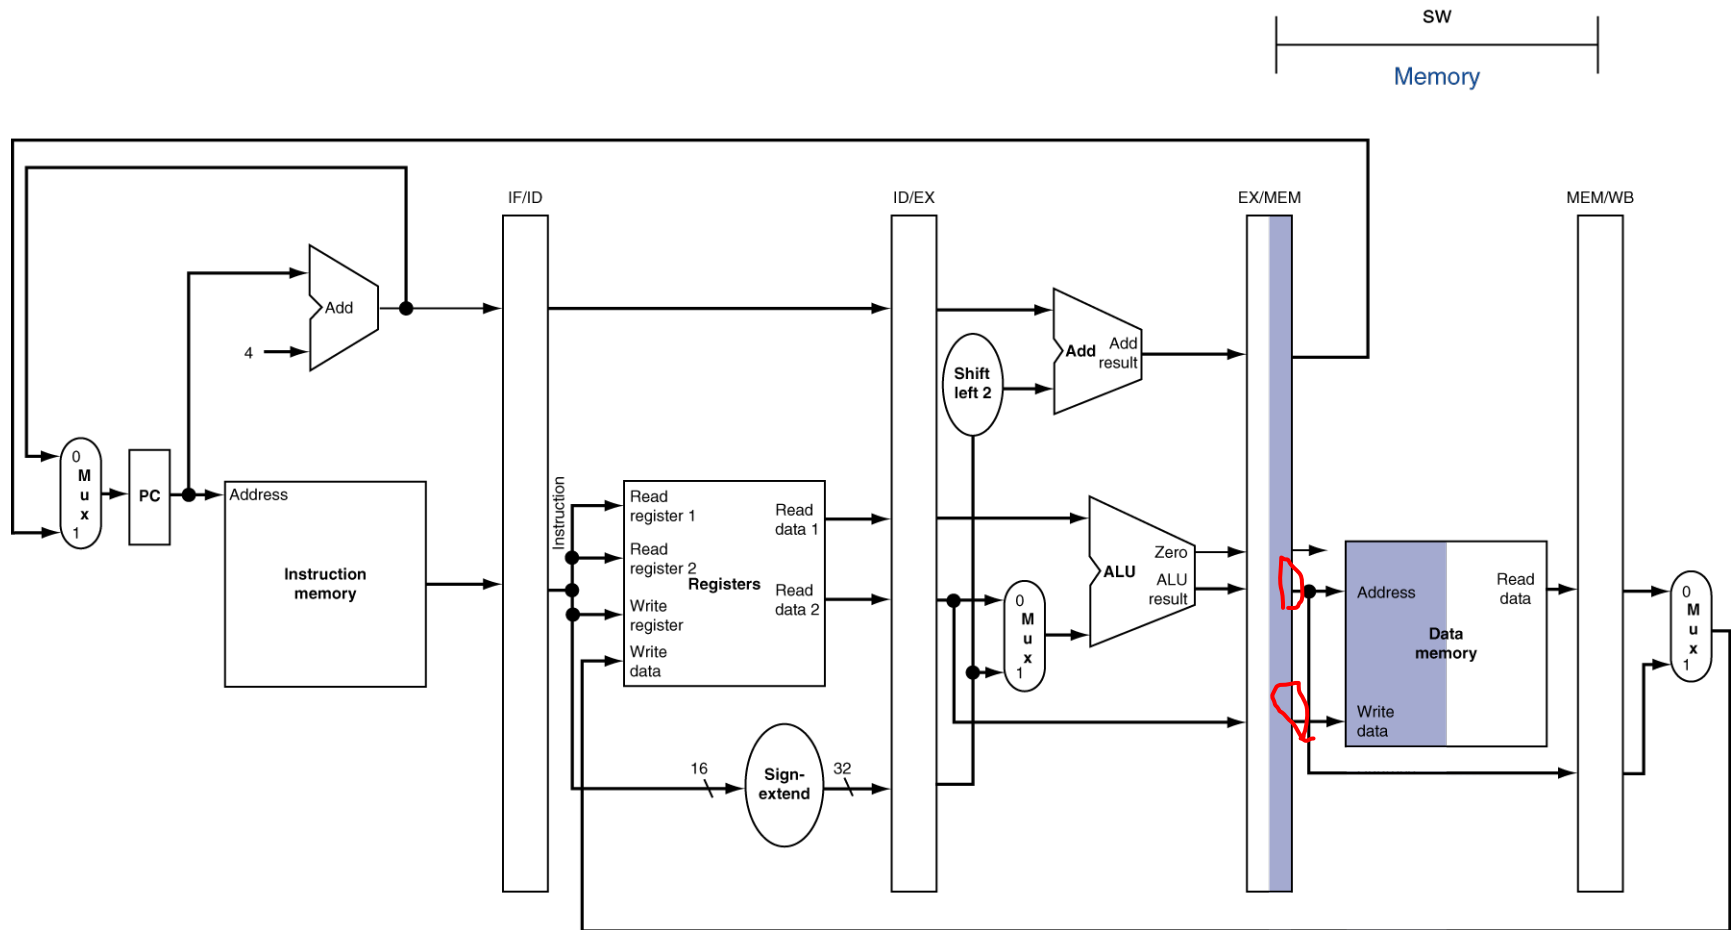 sw
Memory
IF/ID
ID/EX
EX/MEM
MEM/WB
Add
4
Shift
left 2
Add
Add
result
0
M
u
x
1
PC
Address
Instruction
memory
Instruction
Read
register 1
Read
register 2
Write
register
Write
data
Registers
Read
data 1
Read
data 2
16
Sign-
extend
32
0
M
u
x
1
Zero
ALU
ALU
result
Address
Read
data
Data
memory
Write
data
0
M
u
x
1